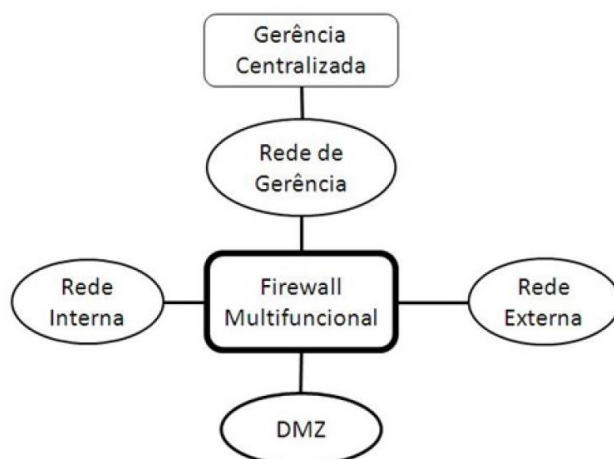 Gerência
Centralizada
Rede de
Gerência
Rede
Interna
Firewall
Multifuncional
Rede
Externa
DMZ